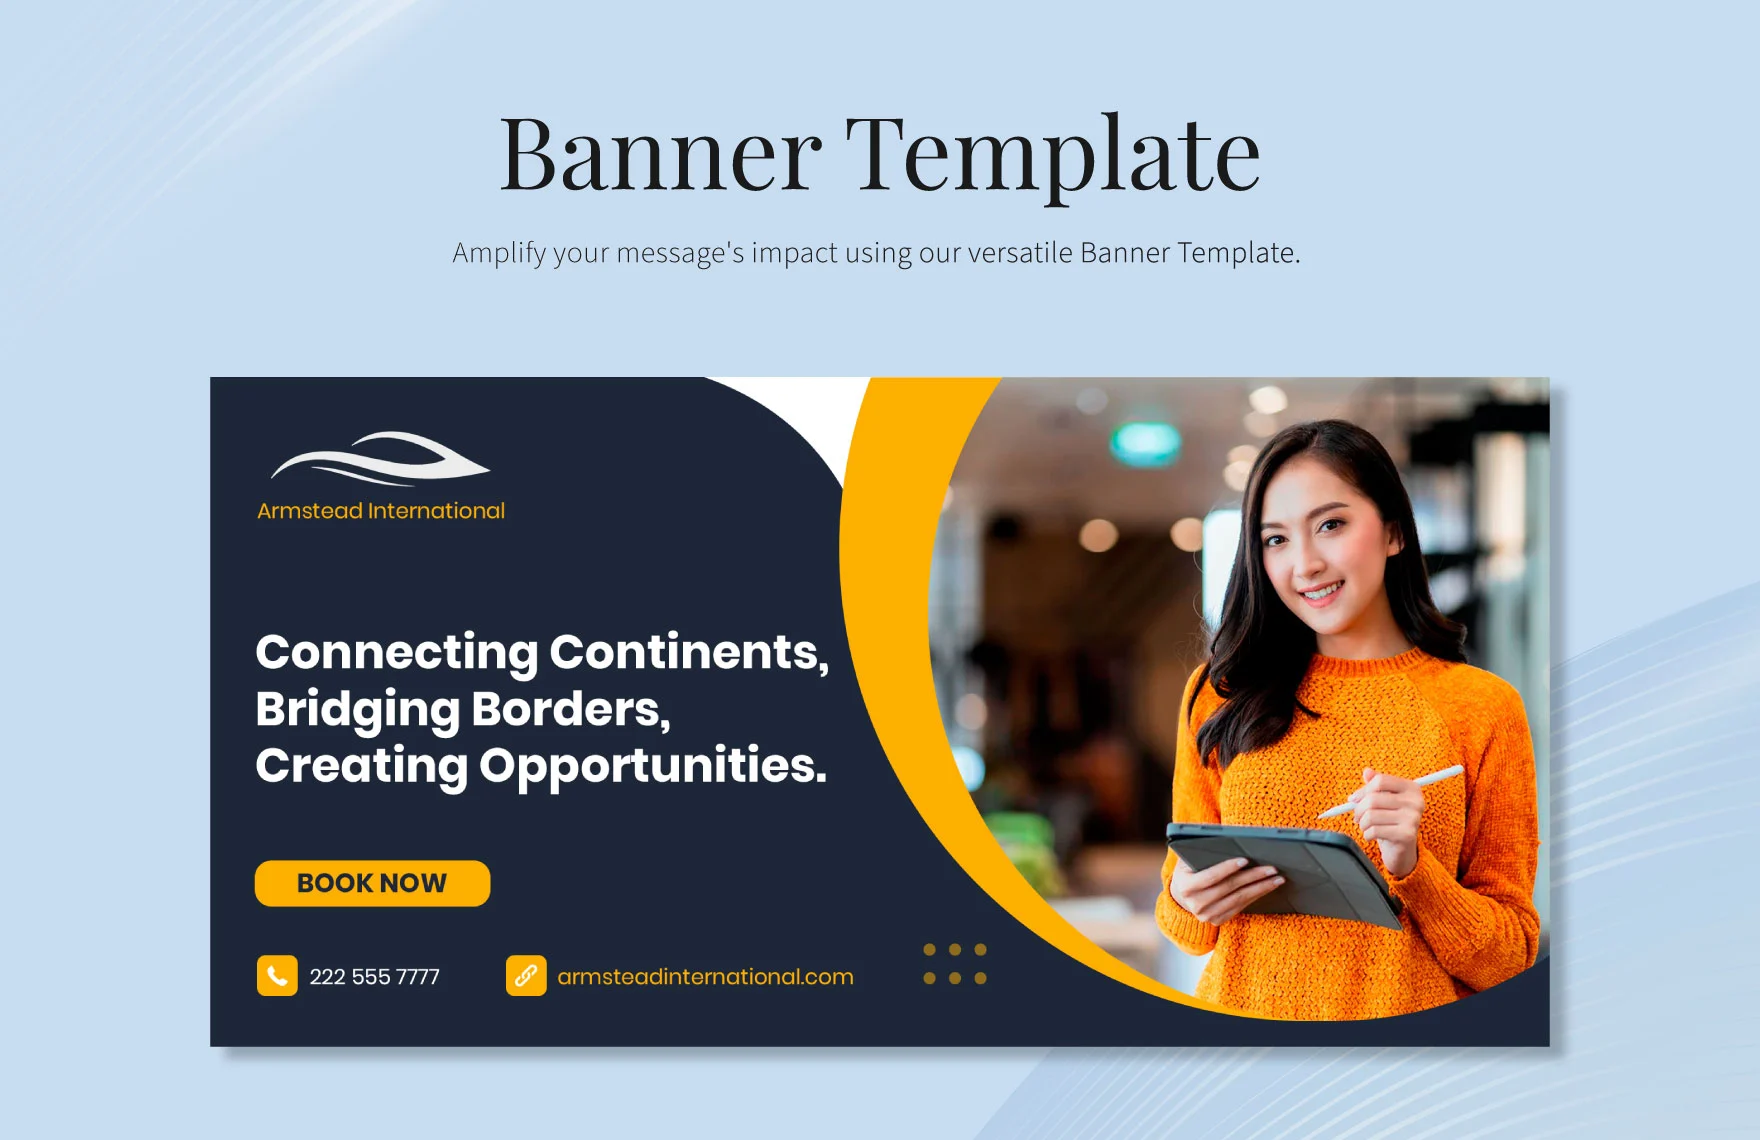 Banner Template
Amplify your message's impact using our versatile Banner Template.
Armstead International
Connecting Continents,
Bridging Borders,
Creating Opportunities.
BOOK NOW
222 555 7777
armsteadinternational.com